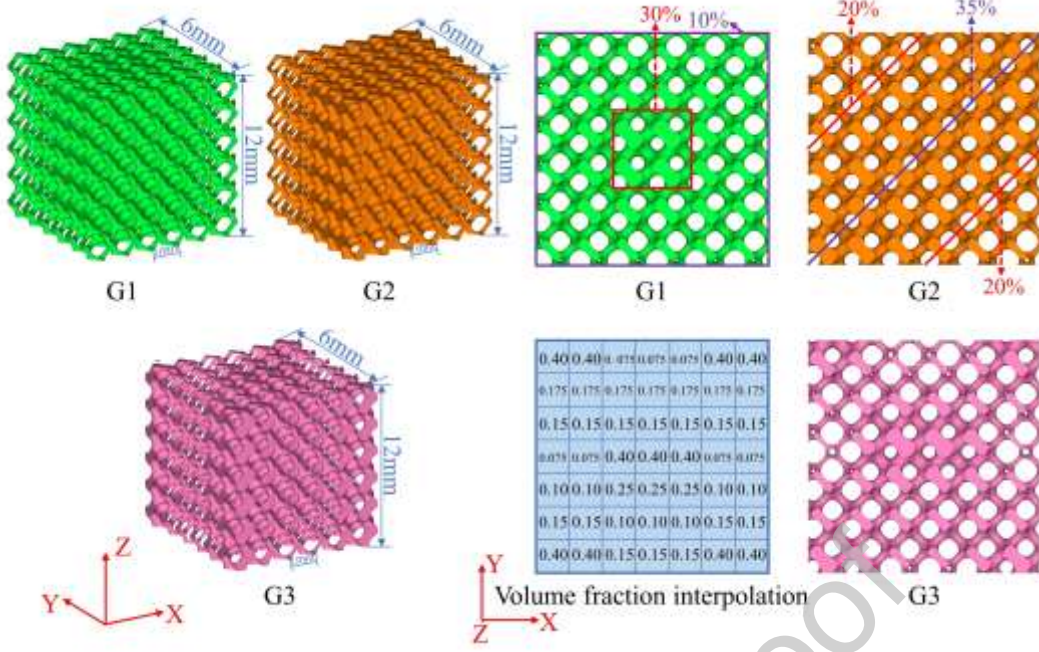 6mm
12mm
G1
6mm
12mm
G2
30%
10%
G1
20%
35%
20%
G2
6mm
12mm
G3
Z
Y
X
0.40 0.40 0.075 0.075 0.075 0.40 0.40
0.175 0.175 0.175 0.175 0.175 0.175 0.175
0.15 0.15 0.15 0.15 0.15 0.15 0.15
0.075 0.075 0.40 0.40 0.40 0.075 0.075
0.10 0.10 0.25 0.25 0.25 0.10 0.10
0.15 0.15 0.10 0.10 0.10 0.15 0.15
0.40 0.40 0.15 0.15 0.15 0.40 0.40
Y
Z
X
Volume fraction interpolation
G3